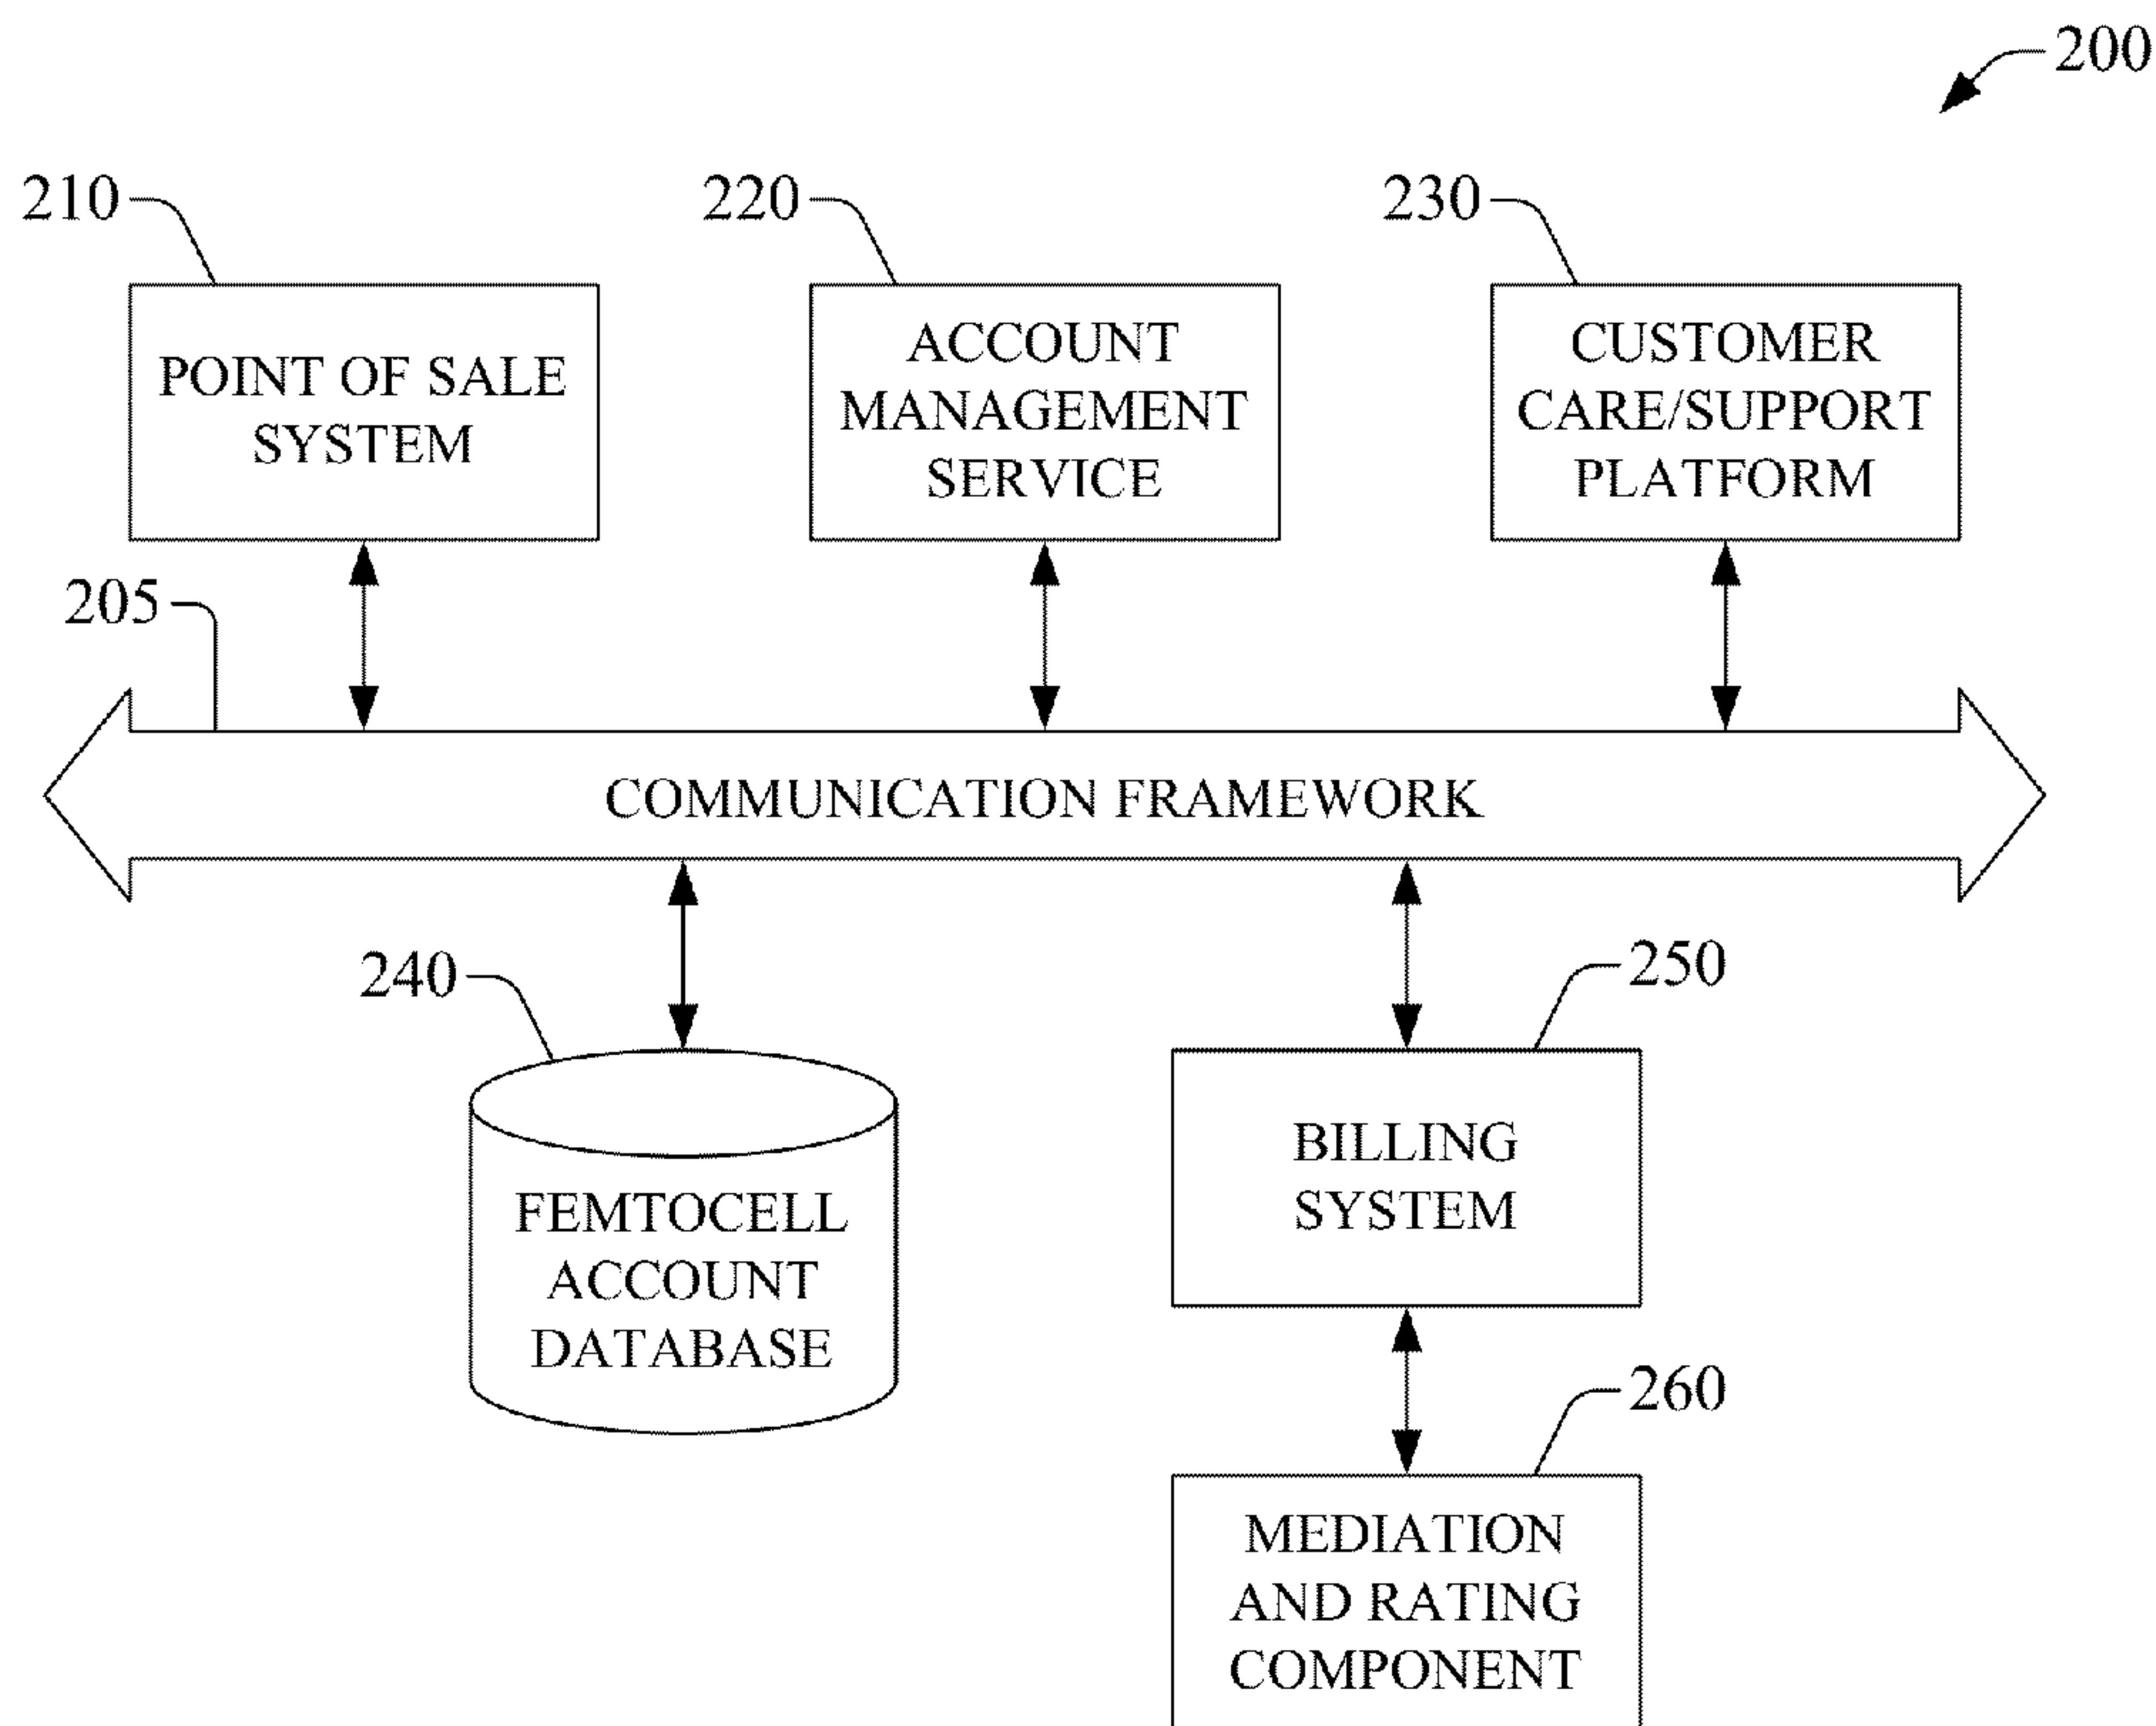 200
210
220
230
POINT OF SALE
SYSTEM
ACCOUNT
MANAGEMENT
SERVICE
CUSTOMER
CARE/SUPPORT
PLATFORM
205
COMMUNICATION FRAMEWORK
240
250
FEMTOCELL
ACCOUNT
DATABASE
BILLING
SYSTEM
260
MEDIATION
AND RATING
COMPONENT